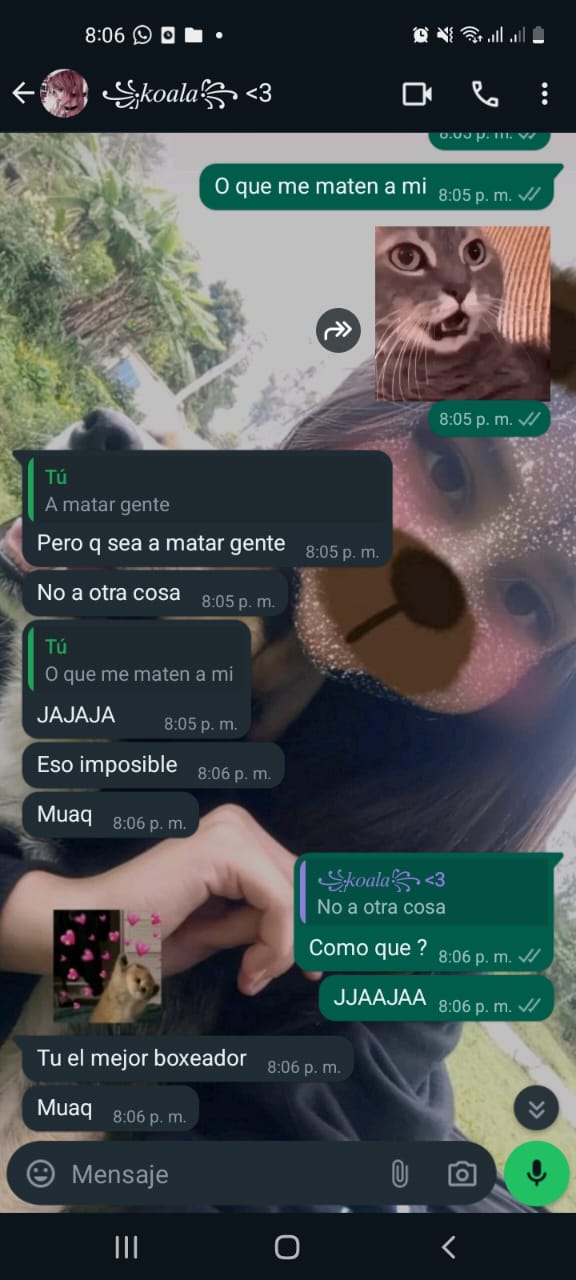 8:06
꧁koala꧂ <3
8:05 p. m.
O que me maten a mi 8:05 p. m.
8:05 p. m.
Tú
A matar gente
Pero q sea a matar gente 8:05 p. m.
No a otra cosa 8:05 p. m.
Tú
O que me maten a mi
JAJAJA 8:05 p. m.
Eso imposible 8:06 p. m.
Muaq 8:06 p. m.
꧁koala꧂ <3
No a otra cosa
Como que ? 8:06 p. m.
JJAAJAA 8:06 p. m.
Tu el mejor boxeador 8:06 p. m.
Muaq 8:06 p. m.
Mensaje